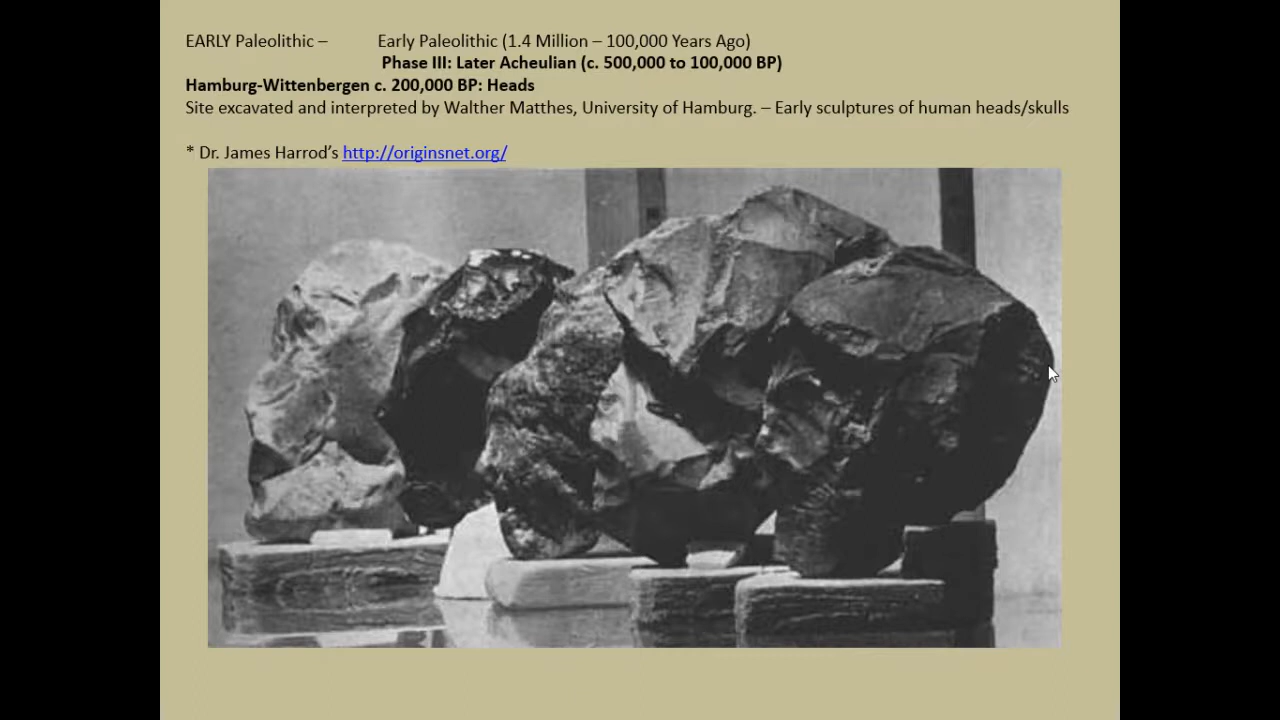 EARLY Paleolithic – Early Paleolithic (1.4 Million – 100,000 Years Ago)
Phase III: Later Acheulian (c. 500,000 to 100,000 BP)
Hamburg-Wittenbergen c. 200,000 BP: Heads
Site excavated and interpreted by Walther Matthes, University of Hamburg. – Early sculptures of human heads/skulls
* Dr. James Harrod’s http://originsnet.org/